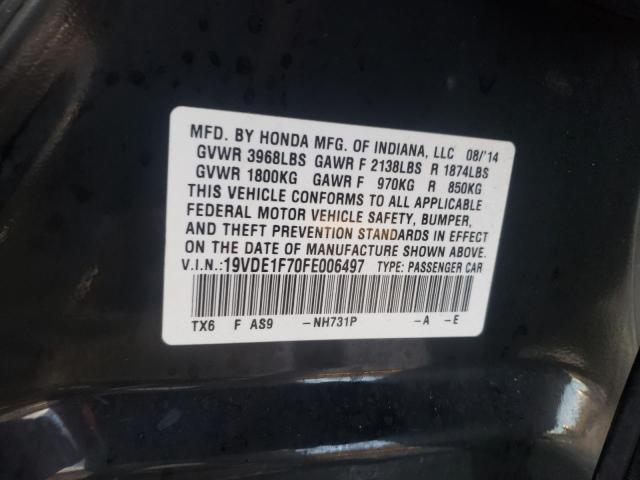 MFD. BY HONDA MFG. OF INDIANA, LLC 08/'14
GVWR 3968LBS GAWR F 2138LBS R 1874LBS
GVWR 1800KG GAWR F 970KG R 850KG
THIS VEHICLE CONFORMS TO ALL APPLICABLE
FEDERAL MOTOR VEHICLE SAFETY, BUMPER,
AND THEFT PREVENTION STANDARDS IN EFFECT
ON THE DATE OF MANUFACTURE SHOWN ABOVE.
V.I.N.:19VDE1F70FE006497 TYPE: PASSENGER CAR
TX6 F AS9 -NH731P -A -E